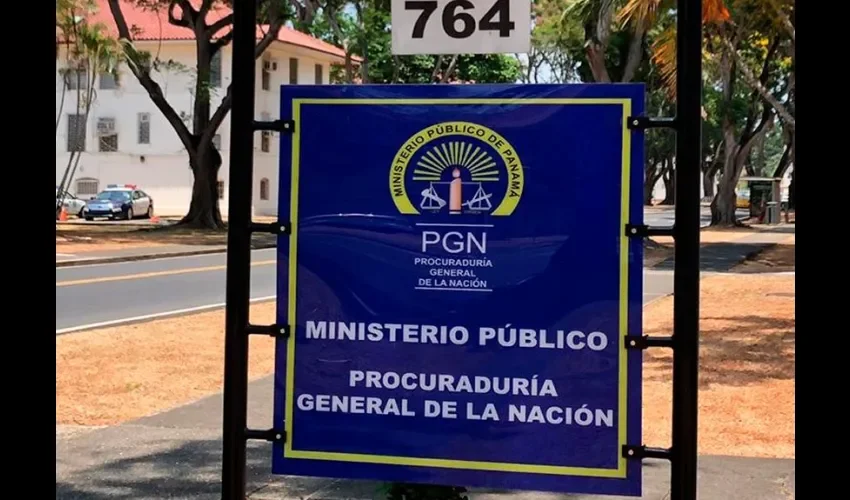 764
MINISTERIO PÚBLICO DE PANAMÁ
PGN
PROCURADURÍA
GENERAL
DE LA NACIÓN
MINISTERIO PÚBLICO
PROCURADURÍA
GENERAL DE LA NACIÓN